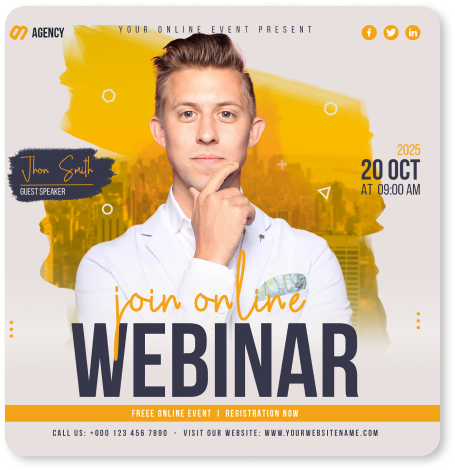 AGENCY
YOUR ONLINE EVENT PRESENT
2025
20 OCT
AT 09:00 AM
Jhon Smith
GUEST SPEAKER
join online
WEBINAR
FREEE ONLINE EVENT | REGISTRATION NOW
CALL US: +000 123 456 7890 - VISIT OUR WEBSITE: WWW.YOURWEBSITENAME.COM